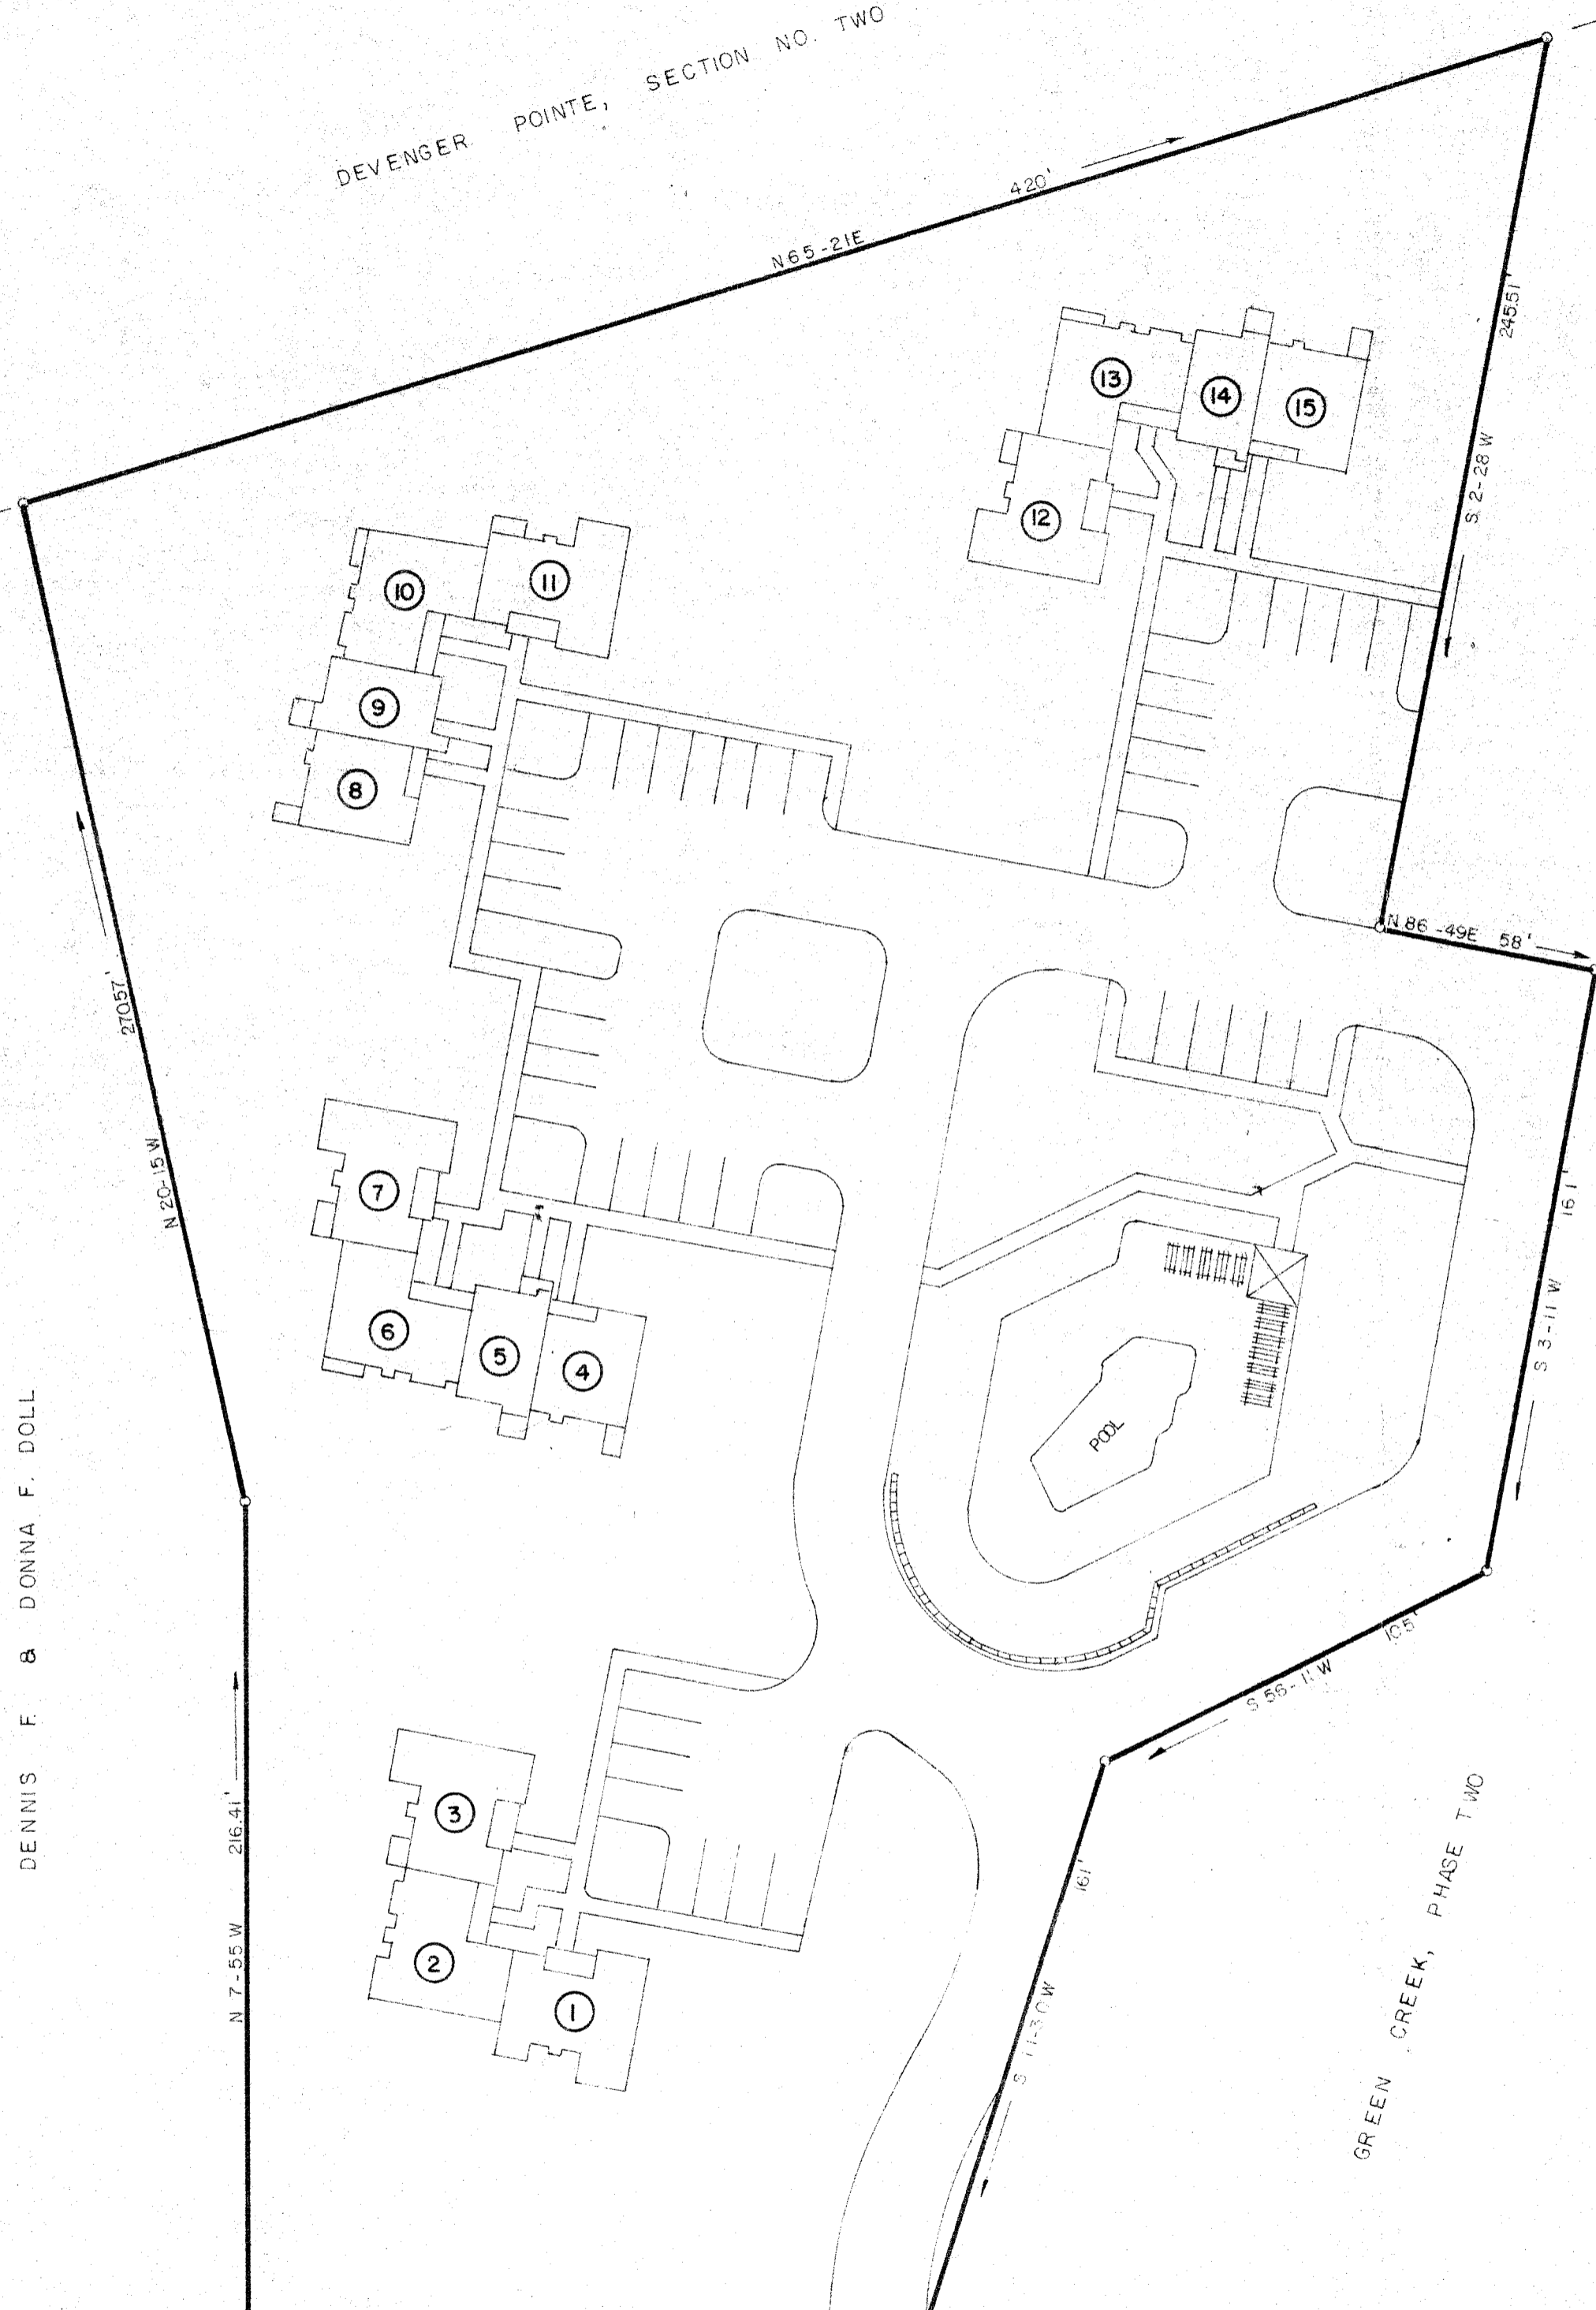 DEVENGER POINTE, SECTION NO. TWO
420'
N65-21E
245.51'
S 2-28 W
13
14
15
12
10
11
9
8
N 86-49E 58'
270.57'
N 20-15 W
7
6
5
4
161'
S 3-11 W
POOL
105'
DENNIS F. & DONNA F. DOLL
216.41'
N 7-55 W
3
2
1
161'
S 11-30W
GREEN CREEK, PHASE TWO